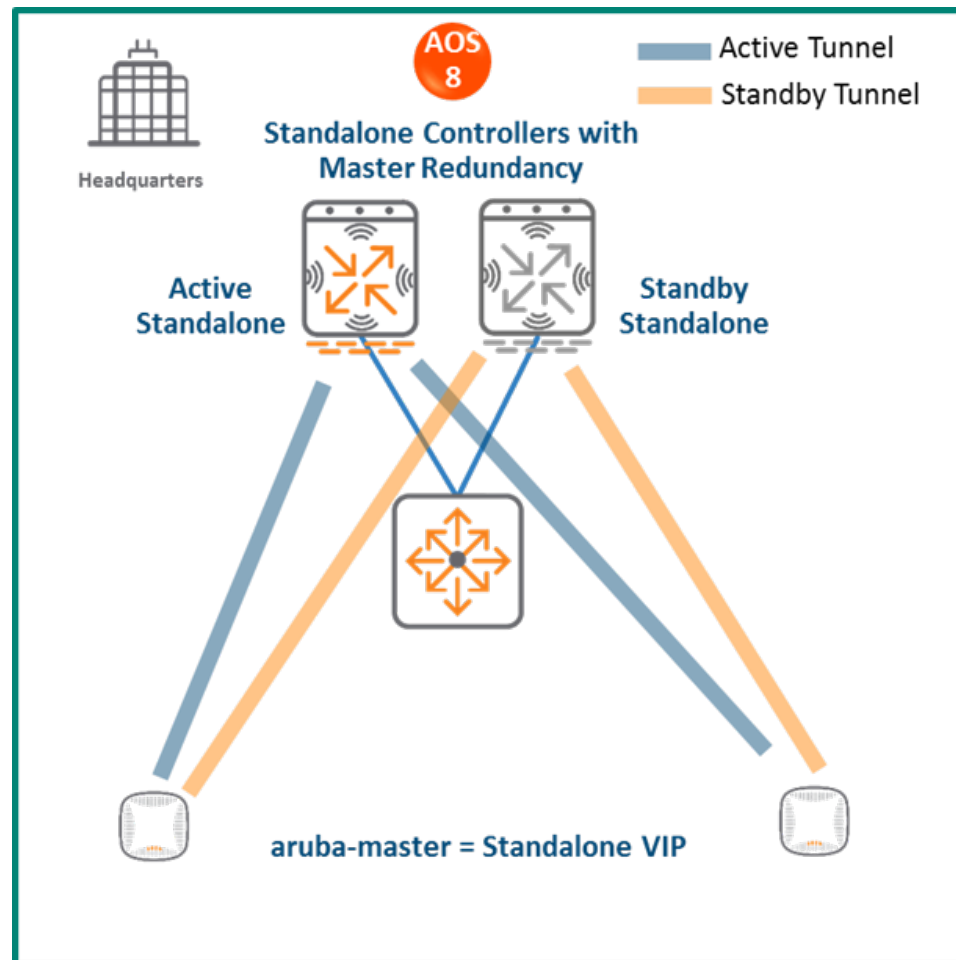 AOS
8
Active Tunnel
Standby Tunnel
Headquarters
Standalone Controllers with
Master Redundancy
Active
Standalone
Standby
Standalone
aruba-master = Standalone VIP